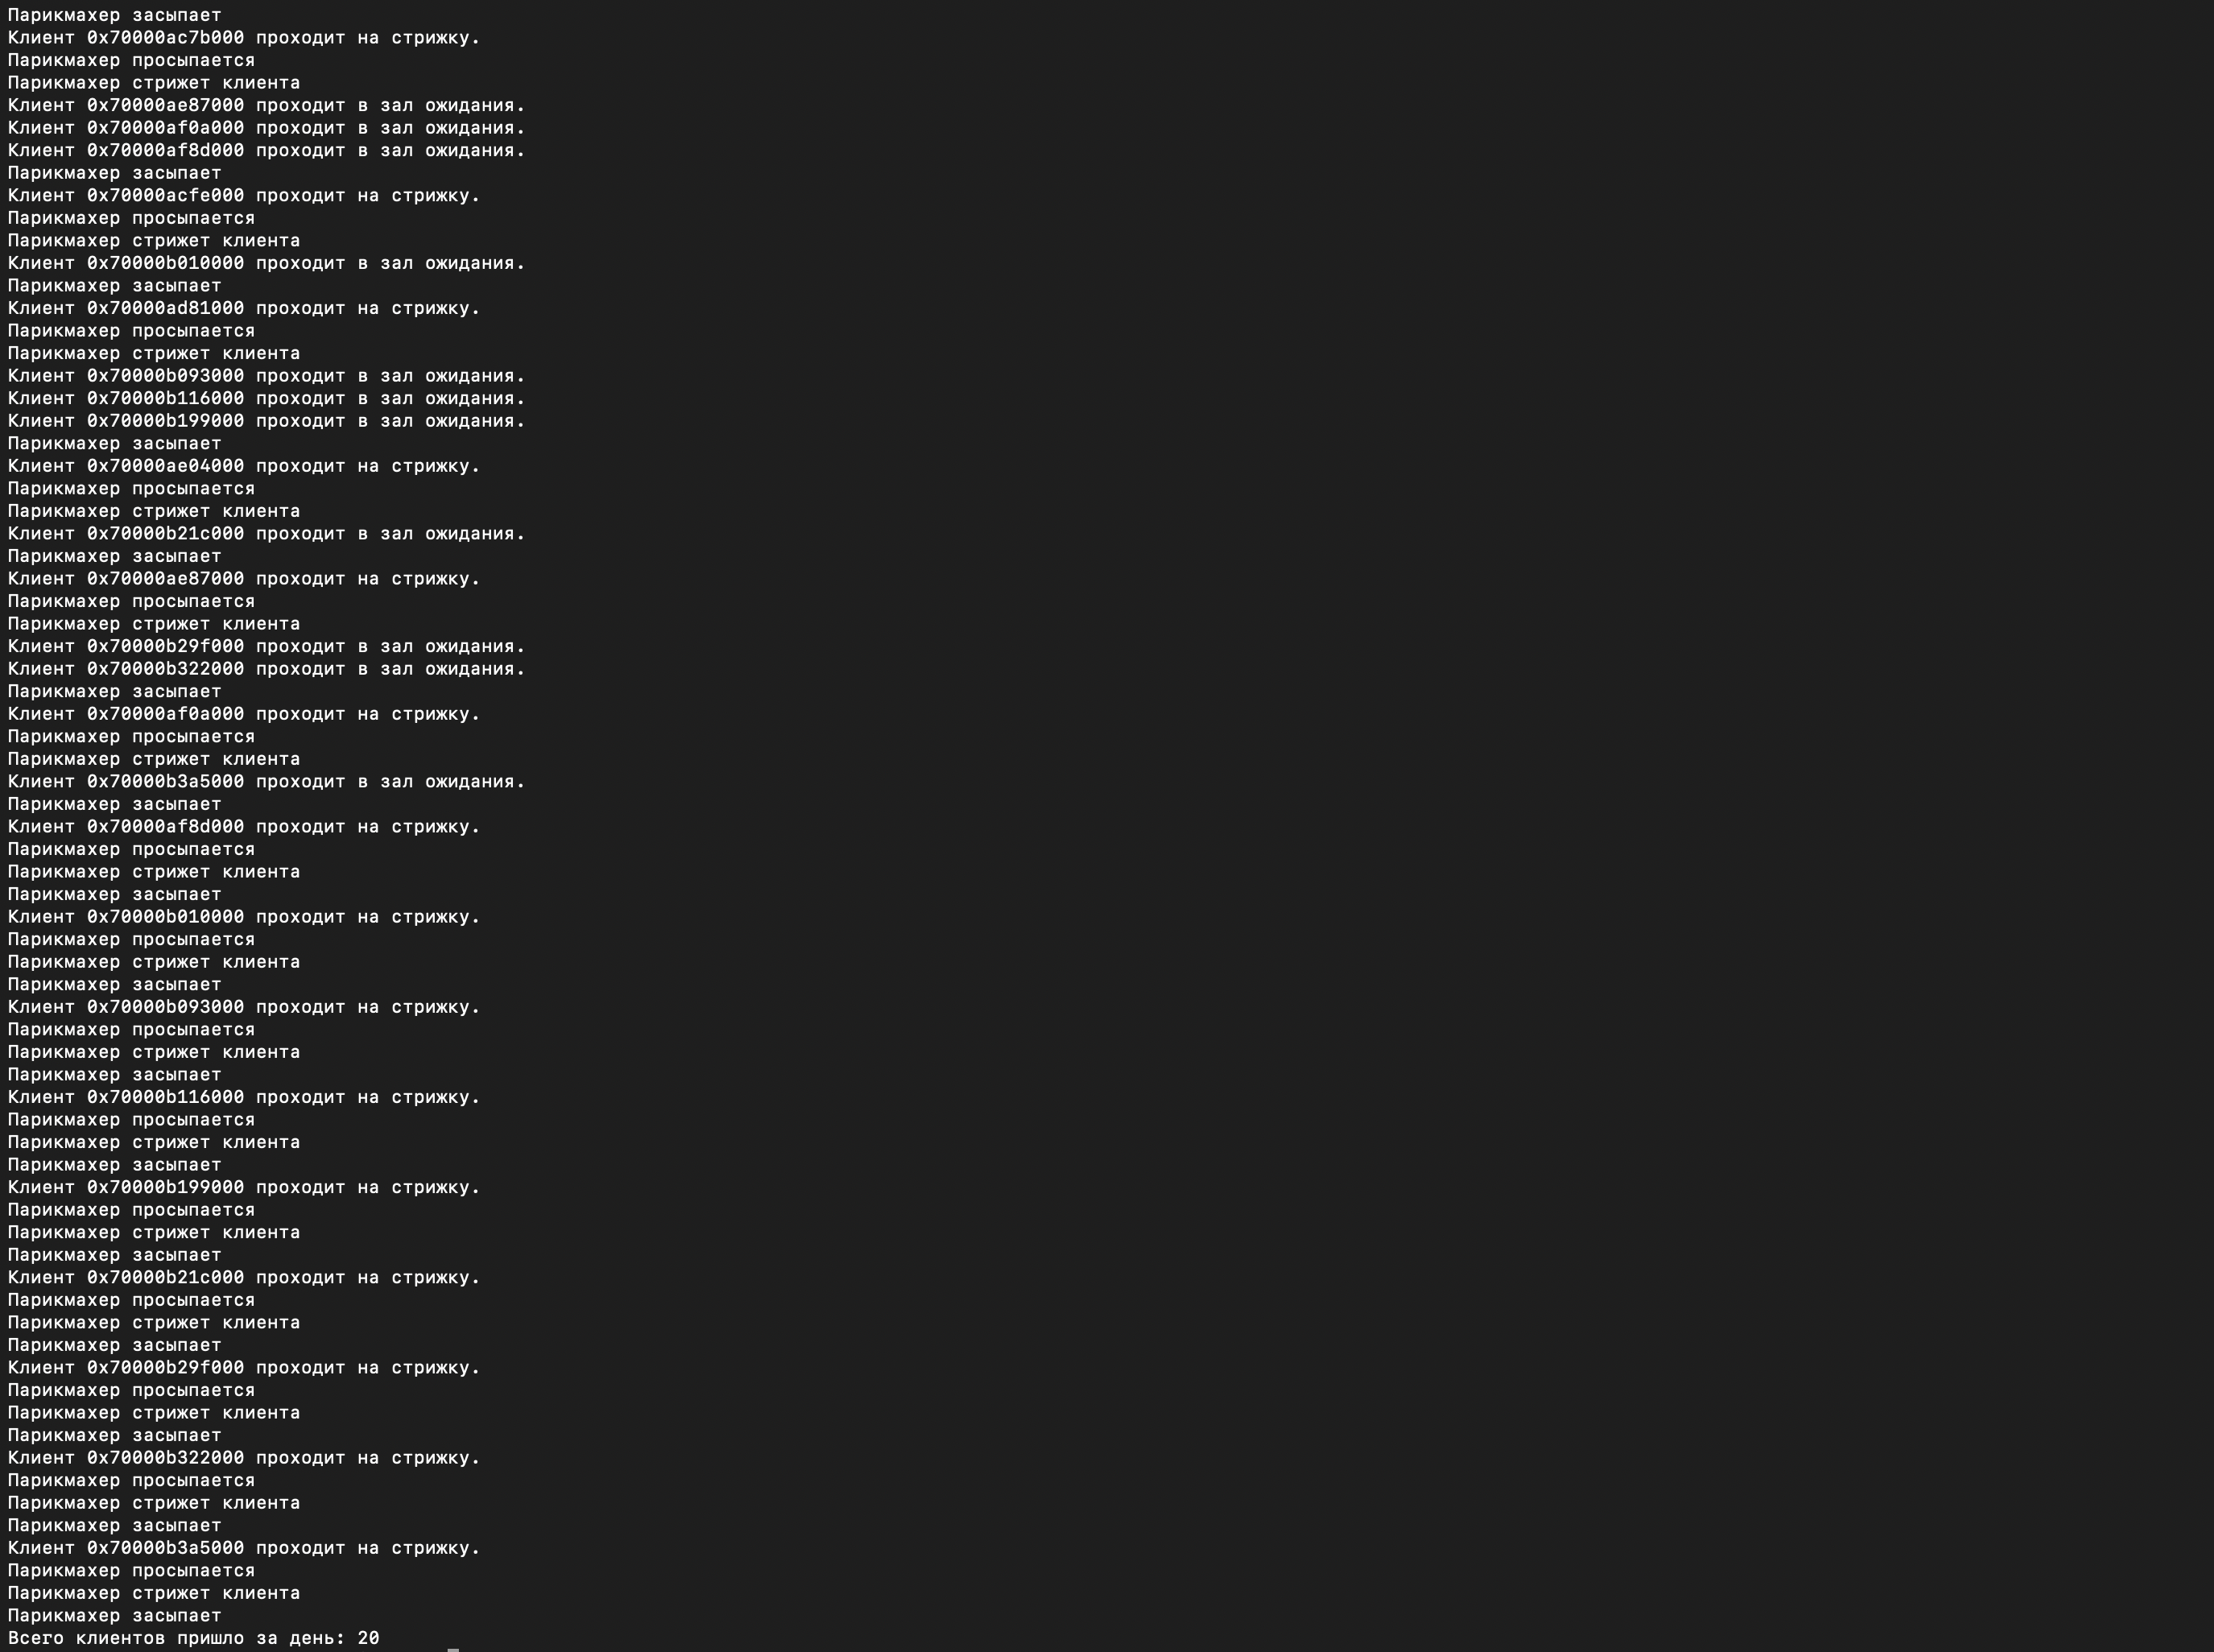 Парикмахер засыпает
Клиент 0x70000ac7b000 проходит на стрижку.
Парикмахер просыпается
Парикмахер стрижет клиента
Клиент 0x70000ae87000 проходит в зал ожидания.
Клиент 0x70000af0a000 проходит в зал ожидания.
Клиент 0x70000af8d000 проходит в зал ожидания.
Парикмахер засыпает
Клиент 0x70000acfe000 проходит на стрижку.
Парикмахер просыпается
Парикмахер стрижет клиента
Клиент 0x70000b010000 проходит в зал ожидания.
Парикмахер засыпает
Клиент 0x70000ad81000 проходит на стрижку.
Парикмахер просыпается
Парикмахер стрижет клиента
Клиент 0x70000b093000 проходит в зал ожидания.
Клиент 0x70000b116000 проходит в зал ожидания.
Клиент 0x70000b199000 проходит в зал ожидания.
Парикмахер засыпает
Клиент 0x70000ae04000 проходит на стрижку.
Парикмахер просыпается
Парикмахер стрижет клиента
Клиент 0x70000b21c000 проходит в зал ожидания.
Парикмахер засыпает
Клиент 0x70000ae87000 проходит на стрижку.
Парикмахер просыпается
Парикмахер стрижет клиента
Клиент 0x70000b29f000 проходит в зал ожидания.
Клиент 0x70000b322000 проходит в зал ожидания.
Парикмахер засыпает
Клиент 0x70000af0a000 проходит на стрижку.
Парикмахер просыпается
Парикмахер стрижет клиента
Клиент 0x70000b3a5000 проходит в зал ожидания.
Парикмахер засыпает
Клиент 0x70000af8d000 проходит на стрижку.
Парикмахер просыпается
Парикмахер стрижет клиента
Парикмахер засыпает
Клиент 0x70000b010000 проходит на стрижку.
Парикмахер просыпается
Парикмахер стрижет клиента
Парикмахер засыпает
Клиент 0x70000b093000 проходит на стрижку.
Парикмахер просыпается
Парикмахер стрижет клиента
Парикмахер засыпает
Клиент 0x70000b116000 проходит на стрижку.
Парикмахер просыпается
Парикмахер стрижет клиента
Парикмахер засыпает
Клиент 0x70000b199000 проходит на стрижку.
Парикмахер просыпается
Парикмахер стрижет клиента
Парикмахер засыпает
Клиент 0x70000b21c000 проходит на стрижку.
Парикмахер просыпается
Парикмахер стрижет клиента
Парикмахер засыпает
Клиент 0x70000b29f000 проходит на стрижку.
Парикмахер просыпается
Парикмахер стрижет клиента
Парикмахер засыпает
Клиент 0x70000b322000 проходит на стрижку.
Парикмахер просыпается
Парикмахер стрижет клиента
Парикмахер засыпает
Клиент 0x70000b3a5000 проходит на стрижку.
Парикмахер просыпается
Парикмахер стрижет клиента
Парикмахер засыпает
Всего клиентов пришло за день: 20